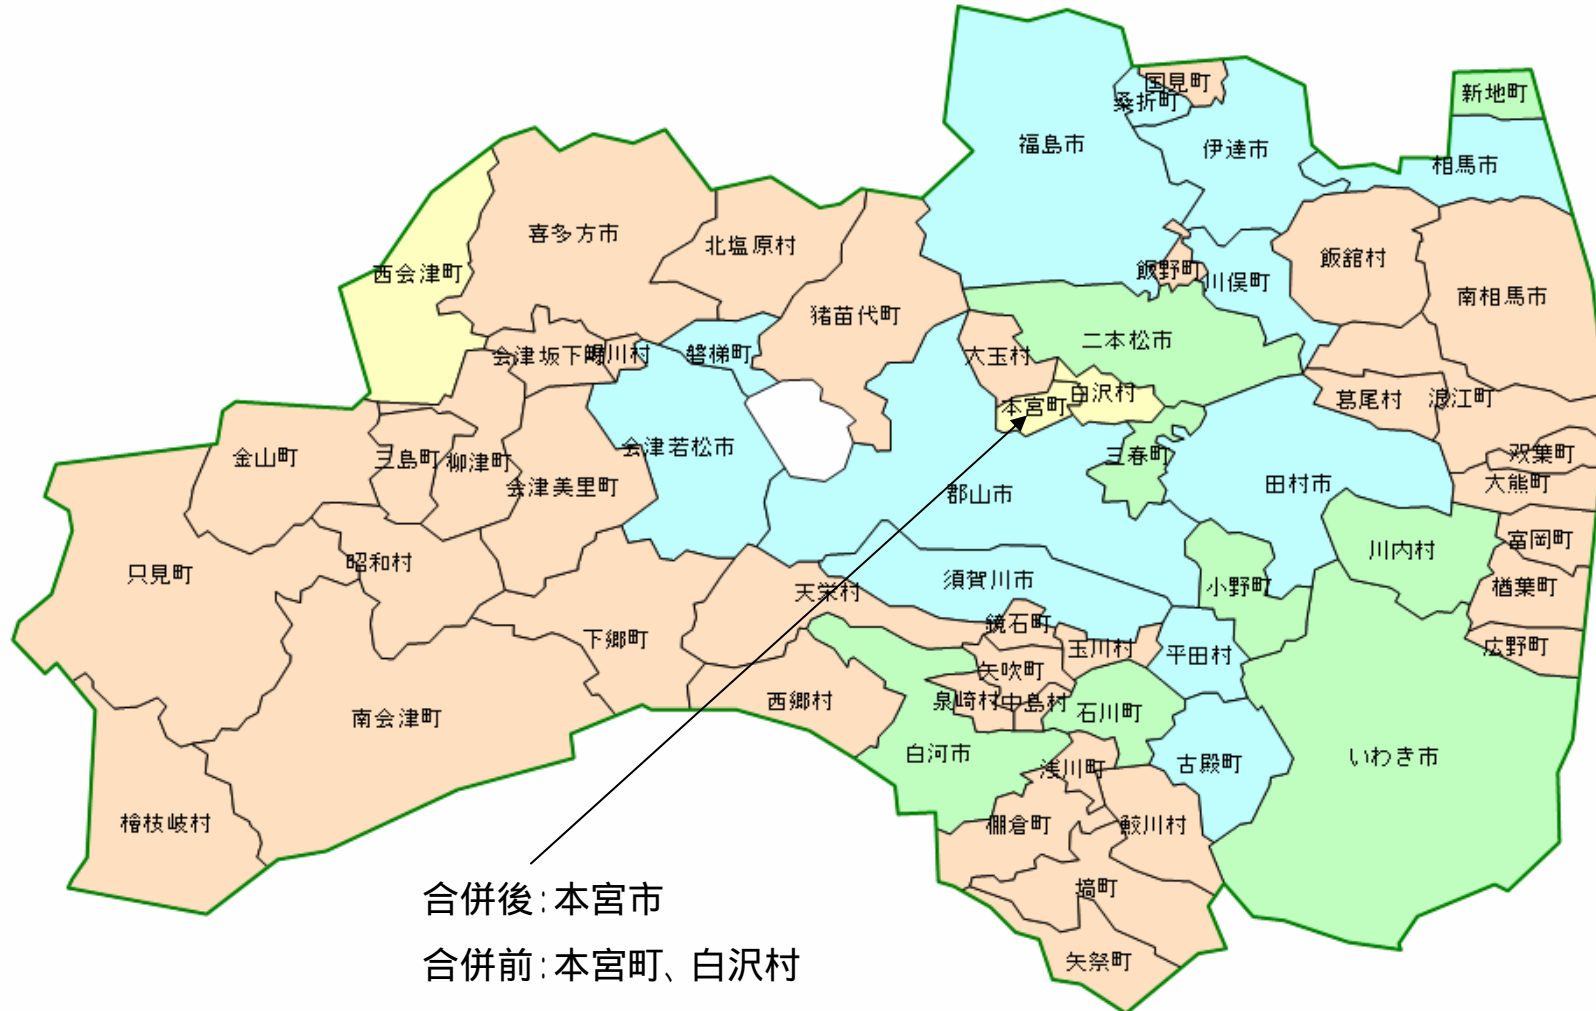 国見町
桑折町
新地町
福島市
伊達市
相馬市
喜多方市
北塩原村
西会津町
飯野町
川俣町
飯舘村
南相馬市
猪苗代町
二本松市
会津坂下町
湯川村
磐梯町
大玉村
白沢村
本宮町
葛尾村
浪江町
金山町
三島町
柳津町
会津美里町
会津若松市
三春町
双葉町
大熊町
田村市
郡山市
川内村
富岡町
只見町
昭和村
天栄村
須賀川市
小野町
楢葉町
下郷町
鏡石町
玉川村
平田村
広野町
矢吹町
西郷村
泉崎村
中島村
石川町
南会津町
白河市
浅川町
古殿町
いわき市
檜枝岐村
棚倉町
鮫川村
塙町
矢祭町
合併後:本宮市
合併前:本宮町、白沢村